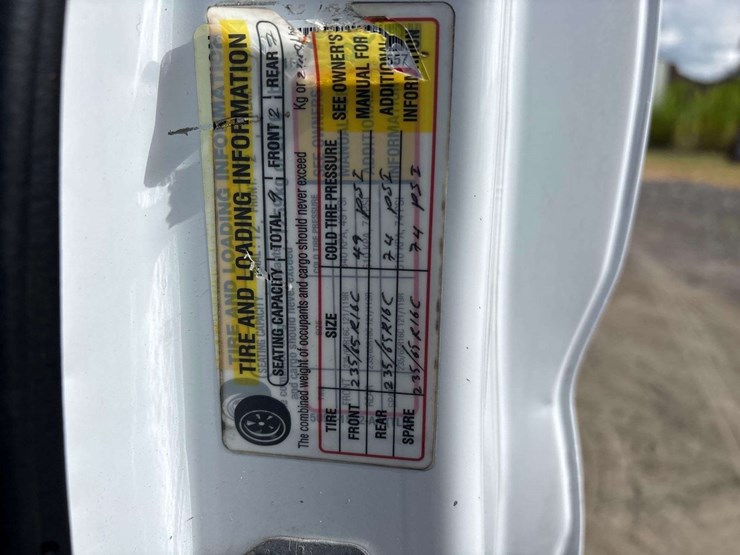 TIRE AND LOADING INFORMATION
SEATING CAPACITY TOTAL 9 FRONT 2 REAR 7
The combined weight of occupants and cargo should never exceed Kg or
TIRE SIZE COLD TIRE PRESSURE SEE OWNER'S MANUAL FOR ADDITIONAL INFORMATION
FRONT 235/65R16C 49 PSI
REAR 235/65R16C 74 PSI
SPARE 235/65R16C 74 PSI